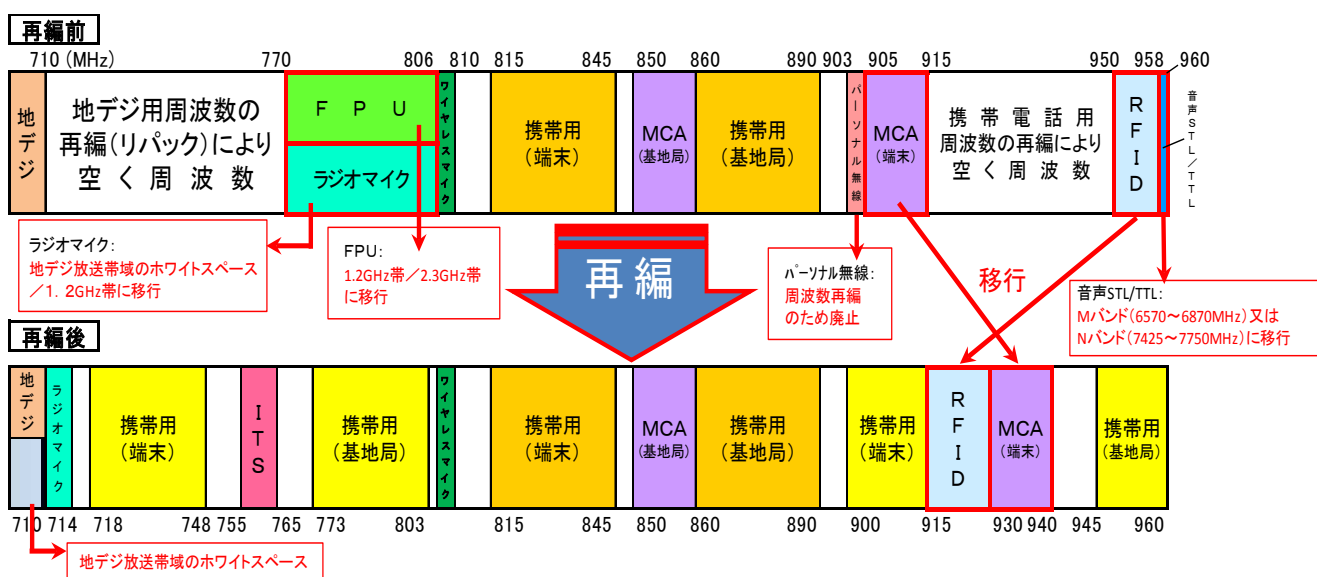 再編前
710 (MHz) 770 806 810 815 845 850 860 890 903 905 915 950 958 960
地デジ
地デジ用周波数の
再編(リパック)により
空く周波数
FPU
ラジオマイク
ワイヤレスマイク
携帯用
(端末)
MCA
(基地局)
携帯用
(基地局)
パーソナル無線
MCA
(端末)
携帯電話用
周波数の再編により
空く周波数
RFID
音声STL/TTL
ラジオマイク:
地デジ放送帯域のホワイトスペース
/1.2GHz帯に移行
FPU:
1.2GHz帯/2.3GHz帯
に移行
再編
パーソナル無線:
周波数再編
のため廃止
移行
音声STL/TTL:
Mバンド(6570~6870MHz)又は
Nバンド(7425~7750MHz)に移行
再編後
地デジ
ラジオマイク
携帯用
(端末)
ITS
携帯用
(基地局)
ワイヤレスマイク
携帯用
(端末)
MCA
(基地局)
携帯用
(基地局)
携帯用
(端末)
RFID
MCA
(端末)
携帯用
(基地局)
710 714 718 748 755 765 773 803 815 845 850 860 890 900 915 930 940 945 960
地デジ放送帯域のホワイトスペース